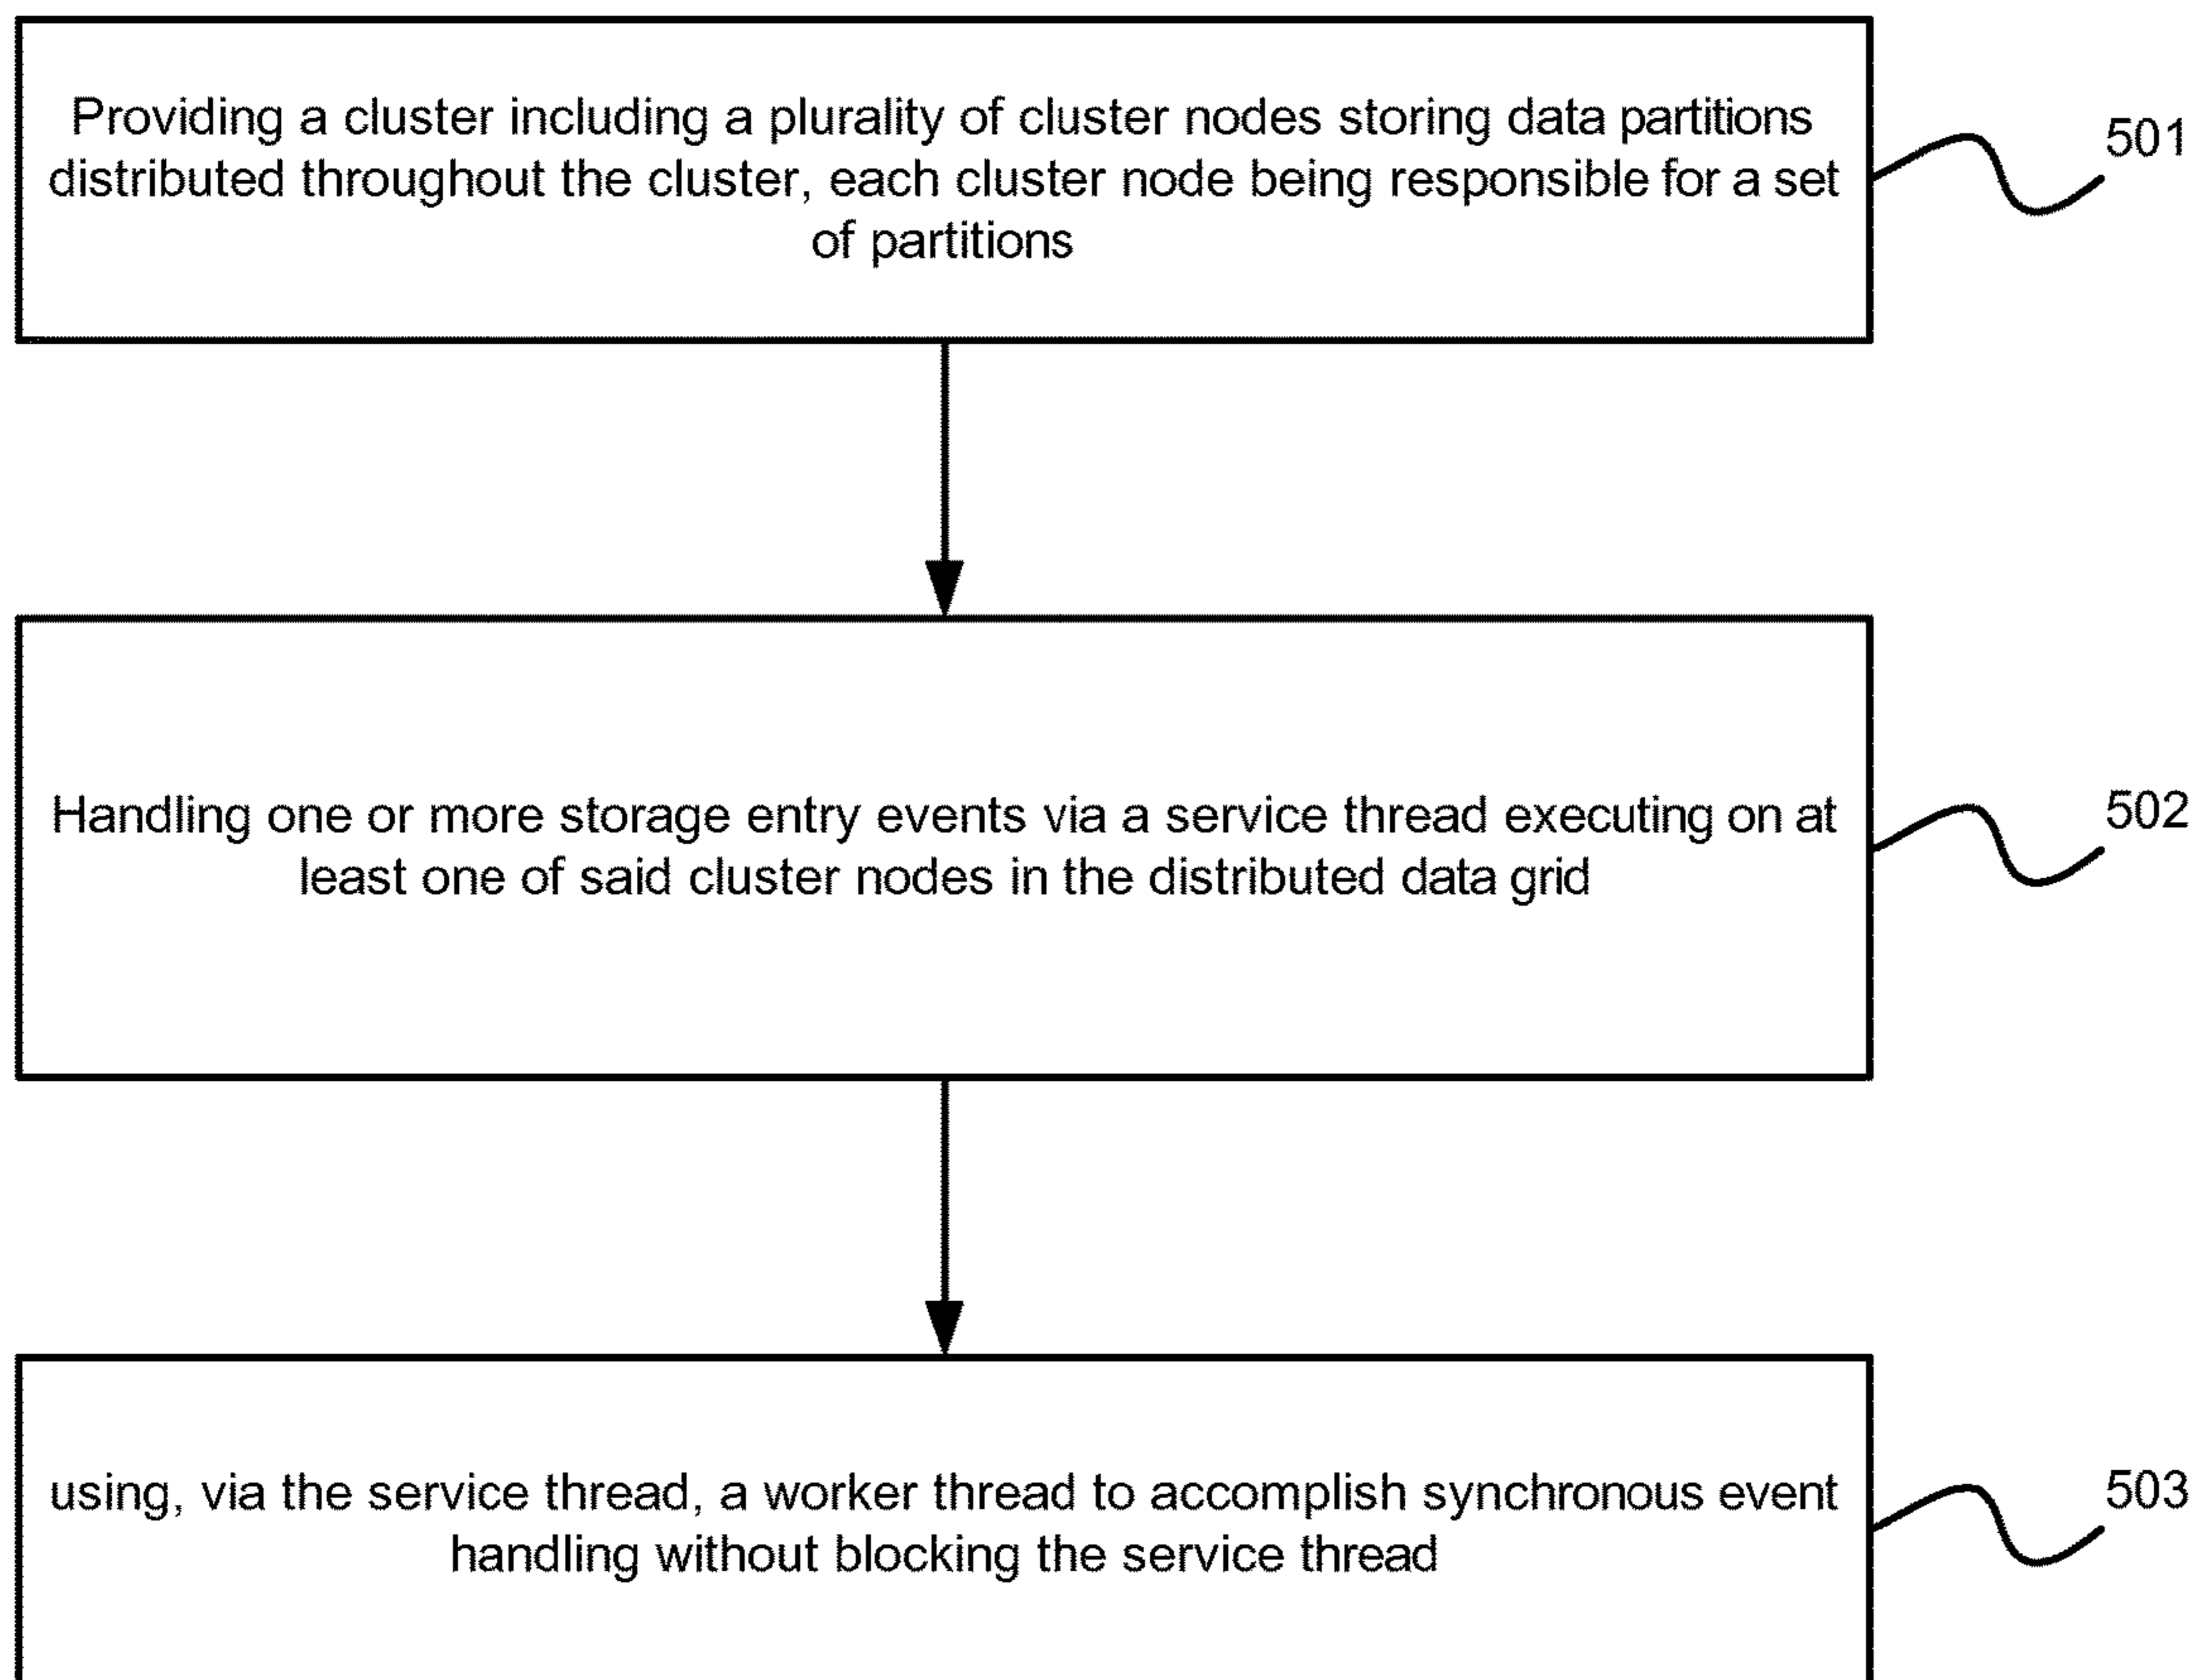 Providing a cluster including a plurality of cluster nodes storing data partitions
distributed throughout the cluster, each cluster node being responsible for a set
of partitions
501
Handling one or more storage entry events via a service thread executing on at
least one of said cluster nodes in the distributed data grid
502
using, via the service thread, a worker thread to accomplish synchronous event
handling without blocking the service thread
503